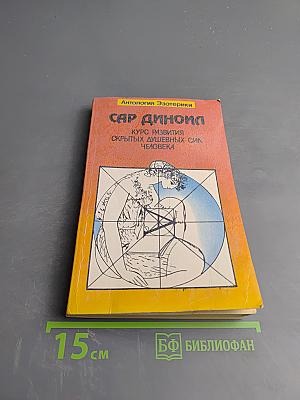 Антология Эзотерики
САР ДИНОИЛ
КУРС РАЗВИТИЯ
СКРЫТЫХ ДУШЕВНЫХ СИЛ
ЧЕЛОВЕКА
15 см
БФ БИБЛИОФАН